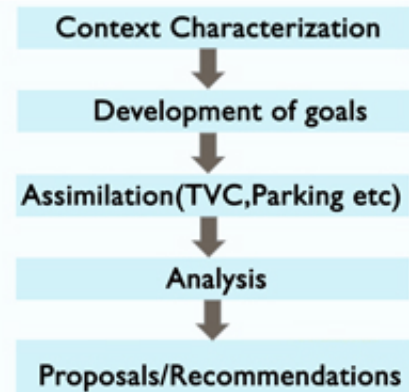 Context Characterization
Development of goals
Assimilation(TVC,Parking etc)
Analysis
Proposals/Recommendations